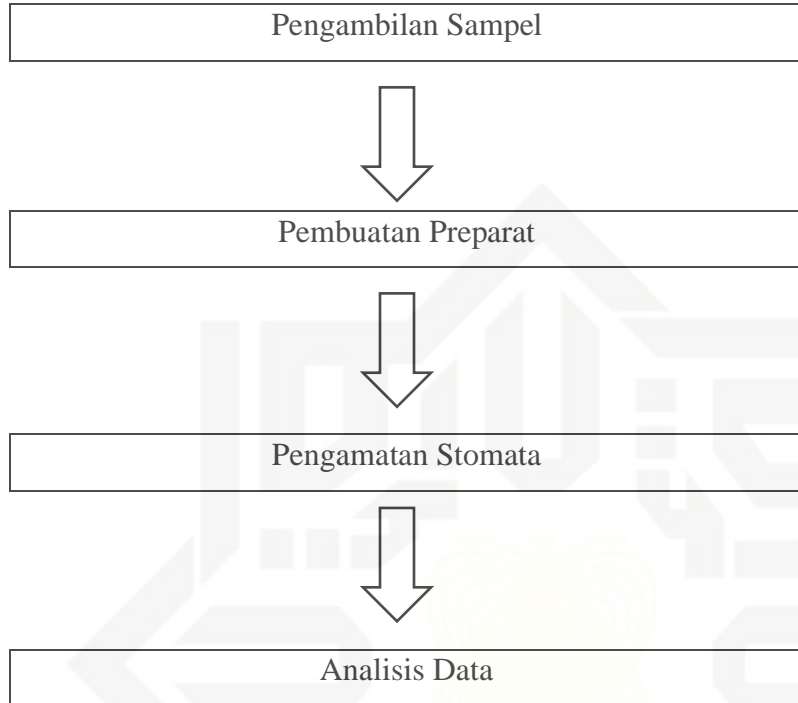 Pengambilan Sampel
Pembuatan Preparat
Pengamatan Stomata
Analisis Data